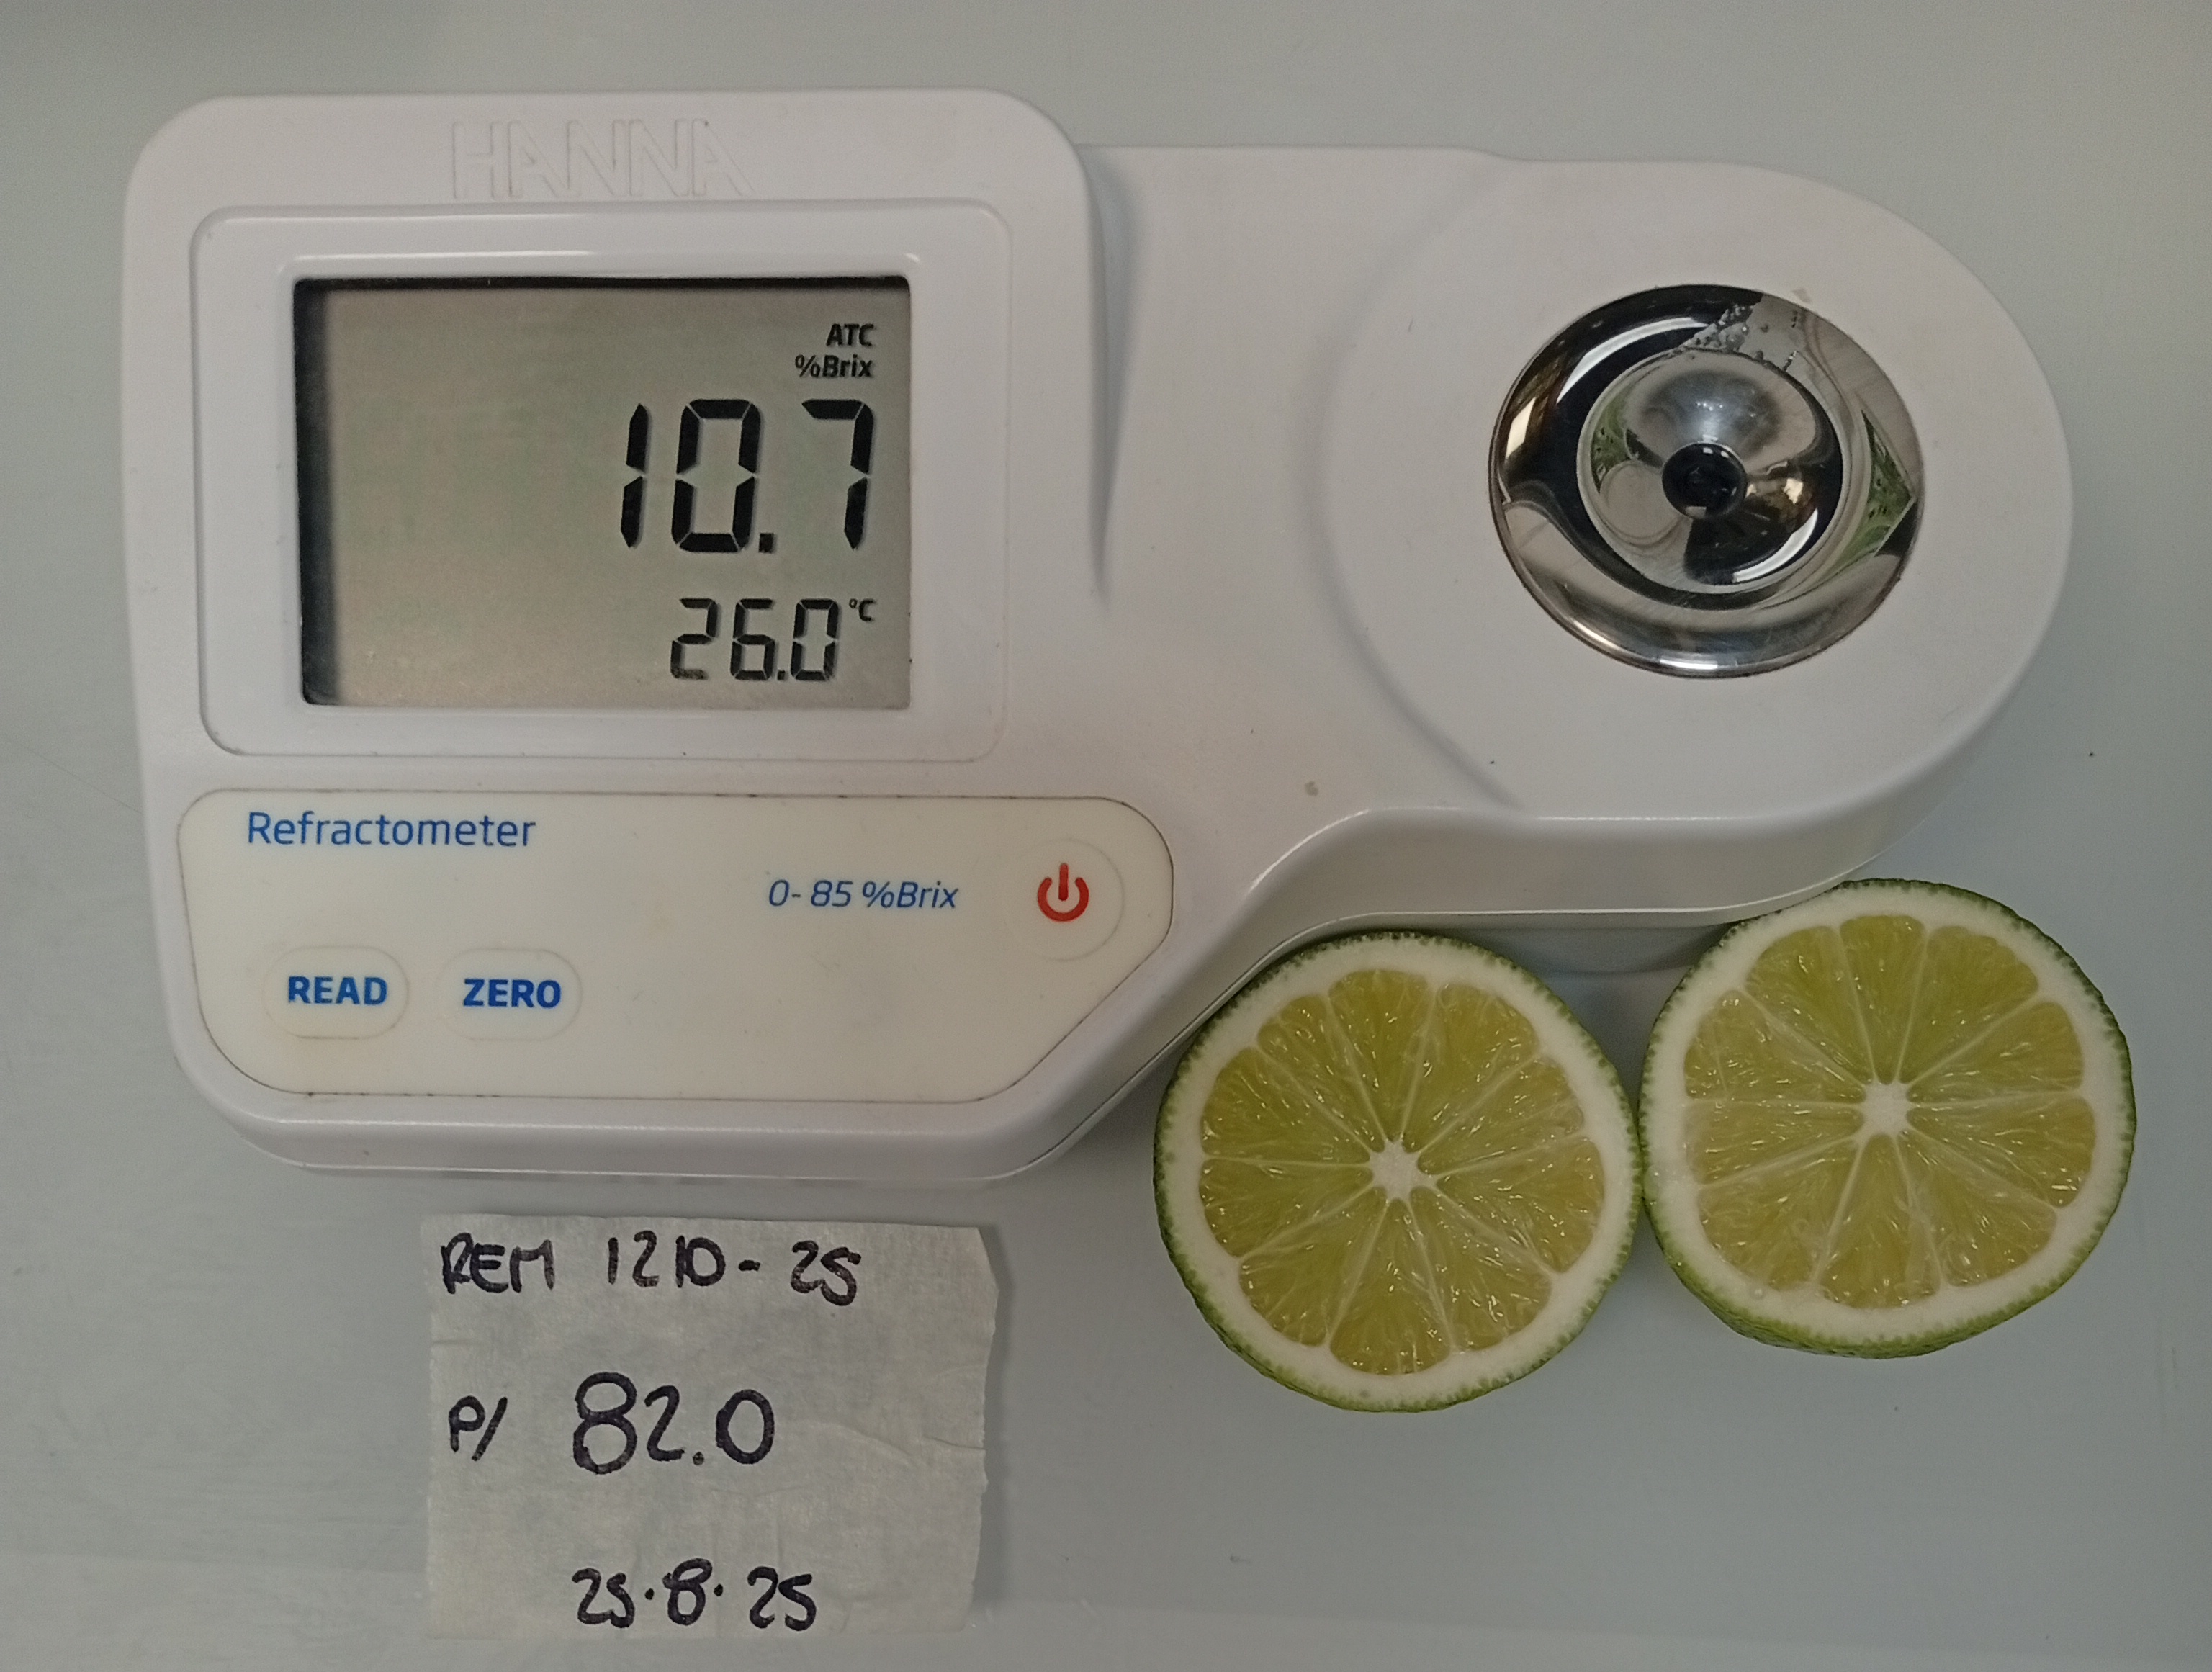 HANNA
ATC
%Brix
10.7
26.0 °C
Refractometer
0-85 %Brix
READ ZERO
REM 1210-25
P/ 82.0
25.8.25